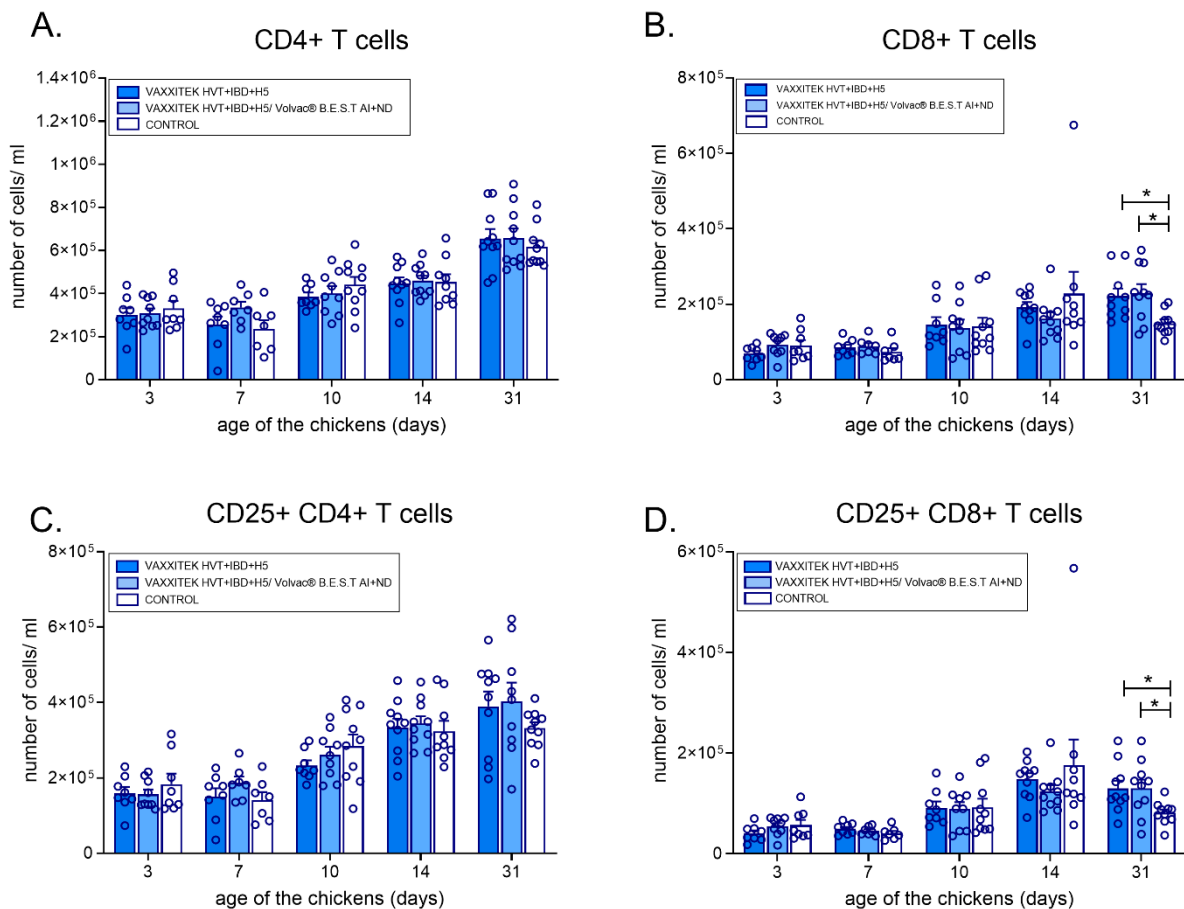 A.
CD4+ T cells
1,4×10⁶
1.2×10⁶
1×10⁶
8×10⁵
6×10⁵
4×10⁵
2×10⁵
0
number of cells/ ml
VAXXITEK HVT+IBD+H5
VAXXITEK HVT+IBD+H5/ Volvac® B.E.S.T AI+ND
CONTROL
3 7 10 14 31
age of the chickens (days)
B.
CD8+ T cells
8×10⁵
6×10⁵
4×10⁵
2×10⁵
0
number of cells/ ml
VAXXITEK HVT+IBD+H5
VAXXITEK HVT+IBD+H5/ Volvac® B.E.S.T AI+ND
CONTROL
*
*
3 7 10 14 31
age of the chickens (days)
C.
CD25+ CD4+ T cells
8×10⁵
6×10⁵
4×10⁵
2×10⁵
0
number of cells/ ml
VAXXITEK HVT+IBD+H5
VAXXITEK HVT+IBD+H5/ Volvac® B.E.S.T AI+ND
CONTROL
3 7 10 14 31
age of the chickens (days)
D.
CD25+ CD8+ T cells
6×10⁵
4×10⁵
2×10⁵
0
number of cells/ ml
VAXXITEK HVT+IBD+H5
VAXXITEK HVT+IBD+H5/ Volvac® B.E.S.T AI+ND
CONTROL
*
*
3 7 10 14 31
age of the chickens (days)